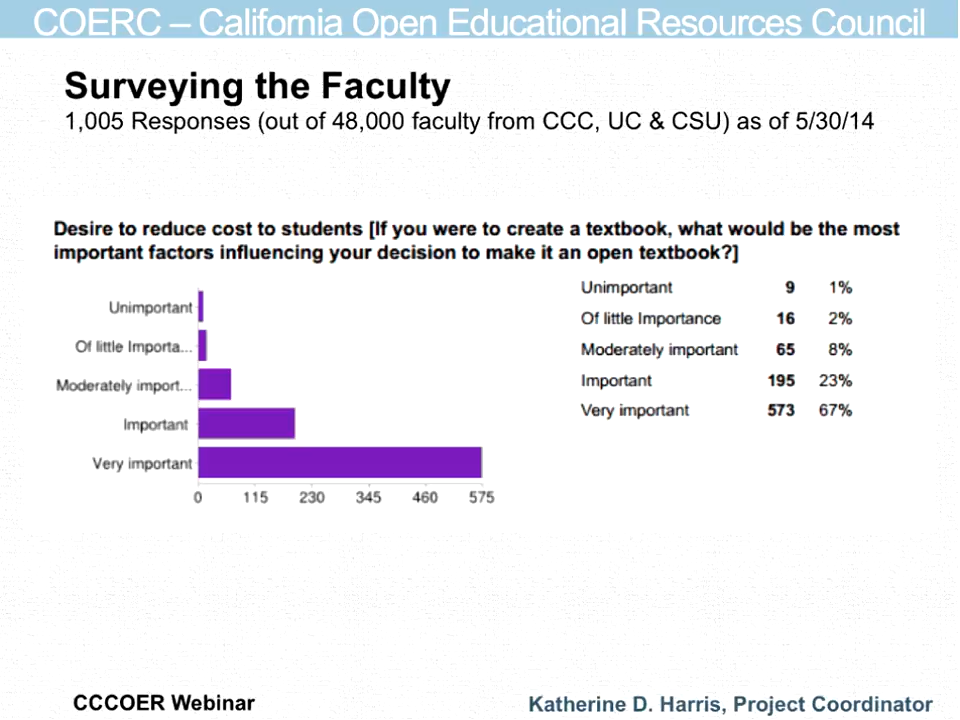 COERC – California Open Educational Resources Council
Surveying the Faculty
1,005 Responses (out of 48,000 faculty from CCC, UC & CSU) as of 5/30/14
Desire to reduce cost to students [If you were to create a textbook, what would be the most
important factors influencing your decision to make it an open textbook?]
Unimportant
Of little Importa...
Moderately import...
Important
Very important
0 115 230 345 460 575
Unimportant 9 1%
Of little Importance 16 2%
Moderately important 65 8%
Important 195 23%
Very important 573 67%
CCCOER Webinar
Katherine D. Harris, Project Coordinator